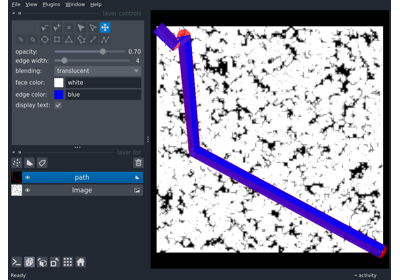 File View Plugins Window Help
layer controls
opacity: 0.70
edge width: 4
blending: translucent
face color: white
edge color: blue
display text:
layer list
path
Image
Ready
activity